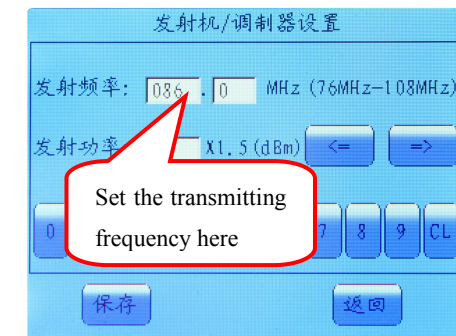 发射机/调制器设置
发射频率: 086 . 0 MHz (76MHz-108MHz)
发射功率 X1.5(dBm) <= =>
Set the transmitting
frequency here
0 7 8 9 CL
保存 返回